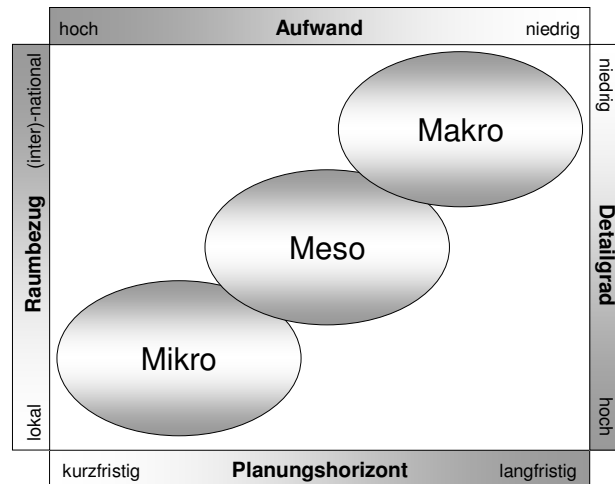 hoch Aufwand niedrig
(inter)-national
Raumbezug
lokal
niedrig
Detailgrad
hoch
Makro
Meso
Mikro
kurzfristig Planungshorizont langfristig